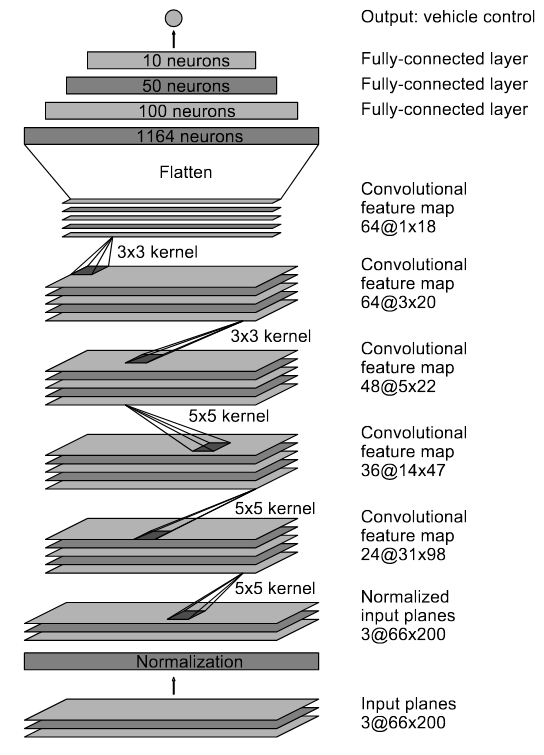 Output: vehicle control
10 neurons
Fully-connected layer
50 neurons
Fully-connected layer
100 neurons
Fully-connected layer
1164 neurons
Flatten
Convolutional
feature map
64@1x18
3x3 kernel
Convolutional
feature map
64@3x20
3x3 kernel
Convolutional
feature map
48@5x22
5x5 kernel
Convolutional
feature map
36@14x47
5x5 kernel
Convolutional
feature map
24@31x98
5x5 kernel
Normalized
input planes
3@66x200
Normalization
Input planes
3@66x200